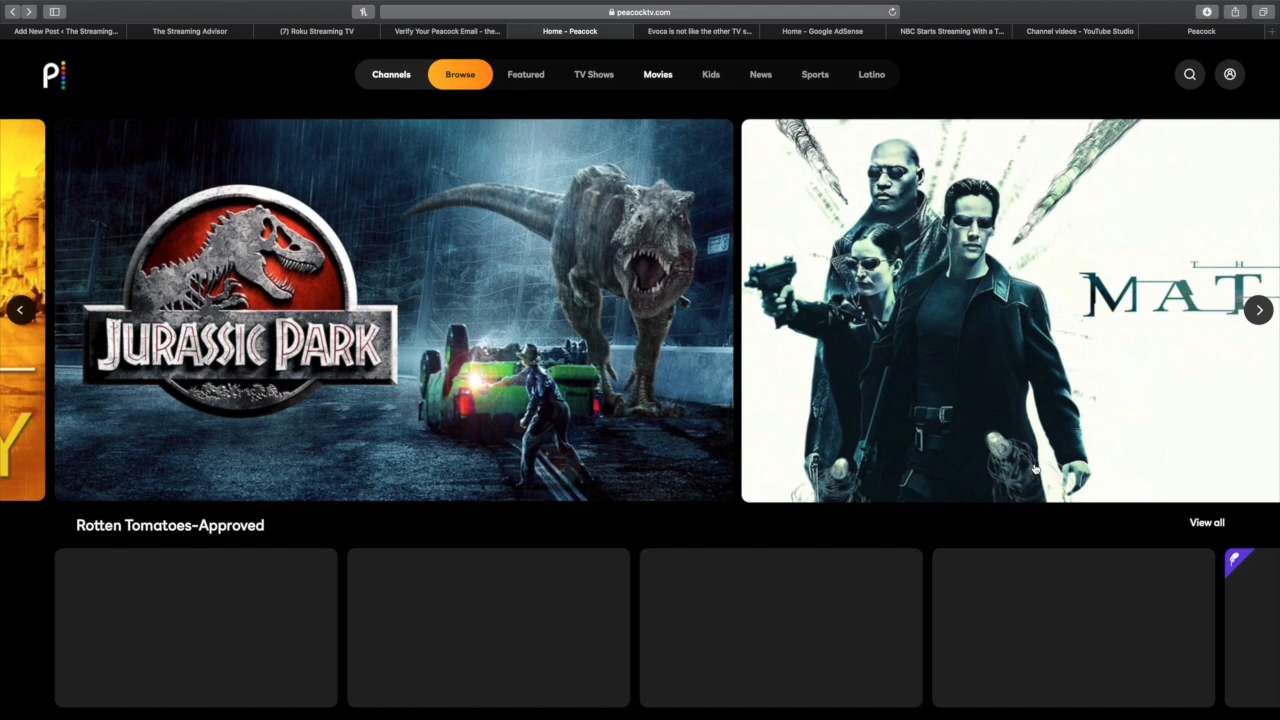 peacocktv.com
Add New Post ‹ The Streaming...
The Streaming Advisor
(7) Roku Streaming TV
Verify Your Peacock Email - the...
Home - Peacock
Evoca is not like the other TV s...
Home - Google AdSense
NBC Starts Streaming With a T...
Channel videos - YouTube Studio
Peacock
Channels
Browse
Featured
TV Shows
Movies
Kids
News
Sports
Latino
Y
JURASSIC PARK
TH
MAT
Rotten Tomatoes-Approved
View all